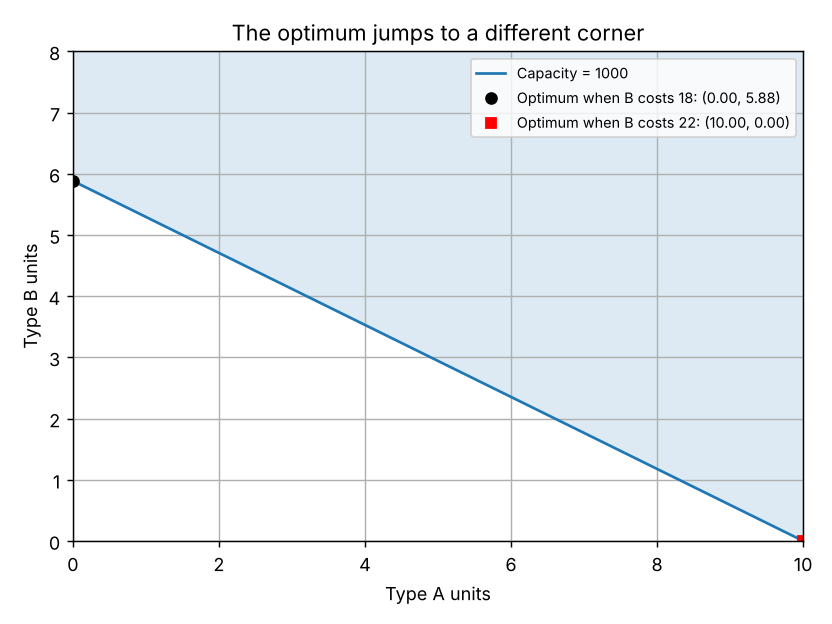 The optimum jumps to a different corner
Capacity = 1000
Optimum when B costs 18: (0.00, 5.88)
Optimum when B costs 22: (10.00, 0.00)
Type B units
8
7
6
5
4
3
2
1
0
0 2 4 6 8 10
Type A units